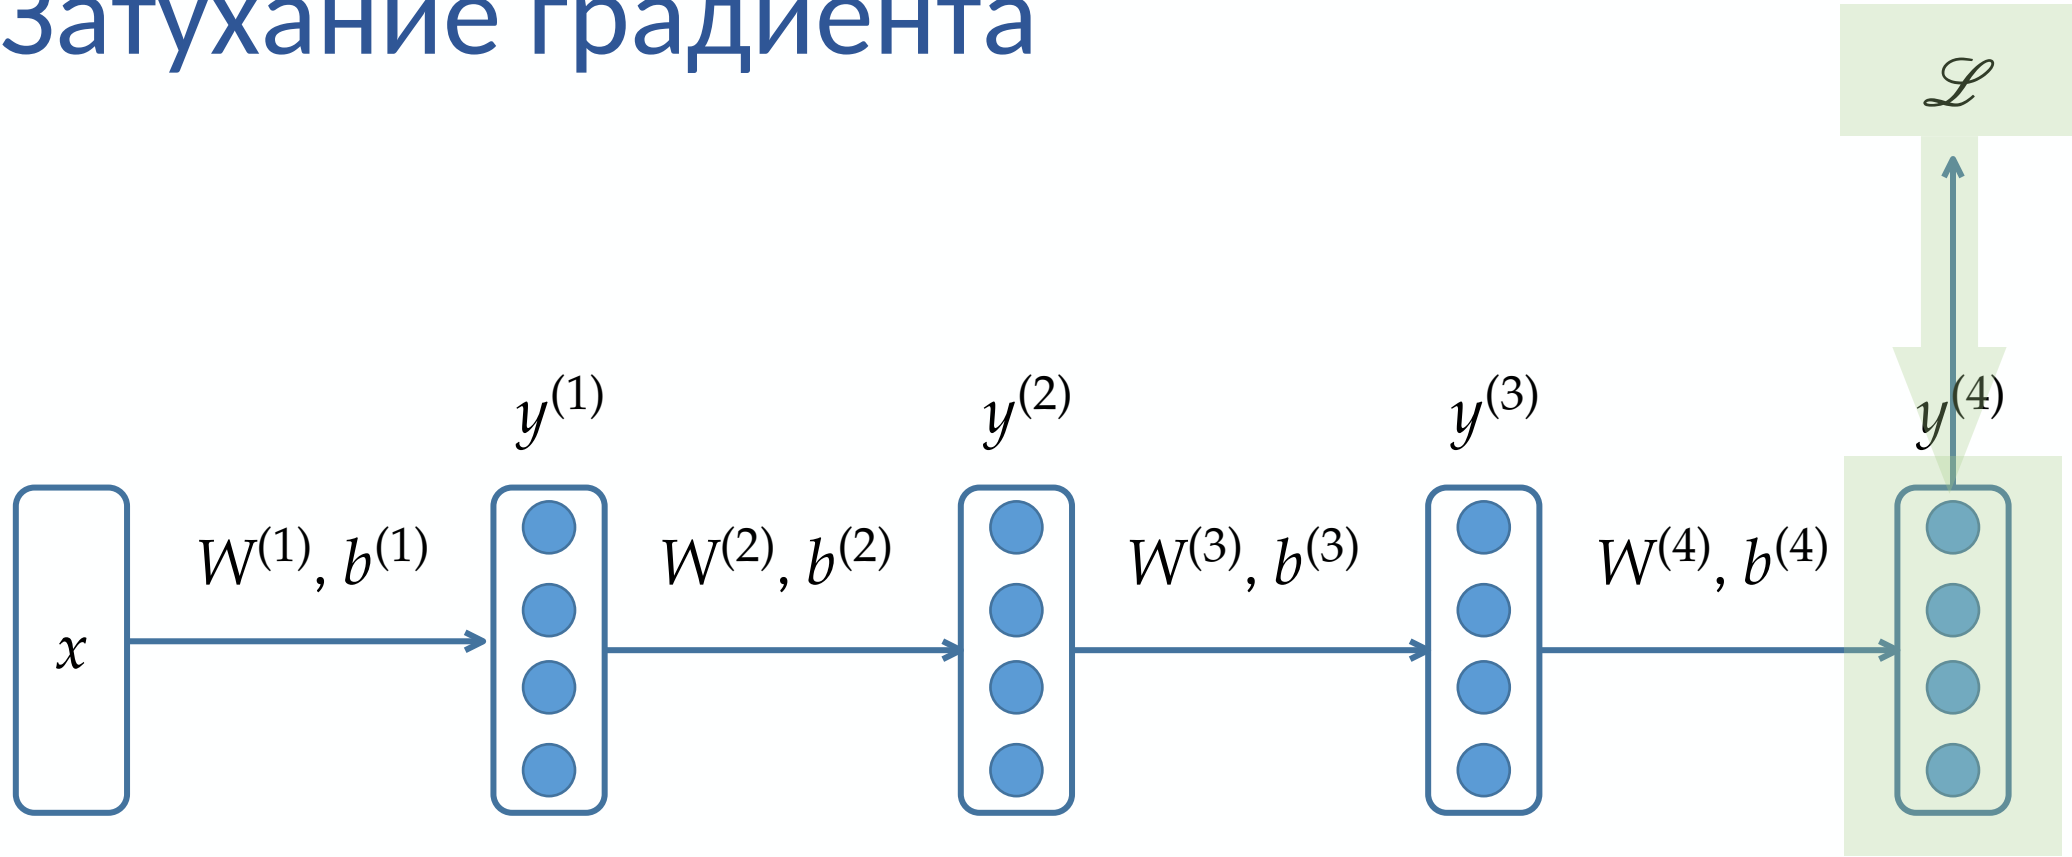 Затухание градиента
ℒ
y⁽¹⁾ y⁽²⁾ y⁽³⁾ y⁽⁴⁾
W⁽¹⁾, b⁽¹⁾ W⁽²⁾, b⁽²⁾ W⁽³⁾, b⁽³⁾ W⁽⁴⁾, b⁽⁴⁾
x